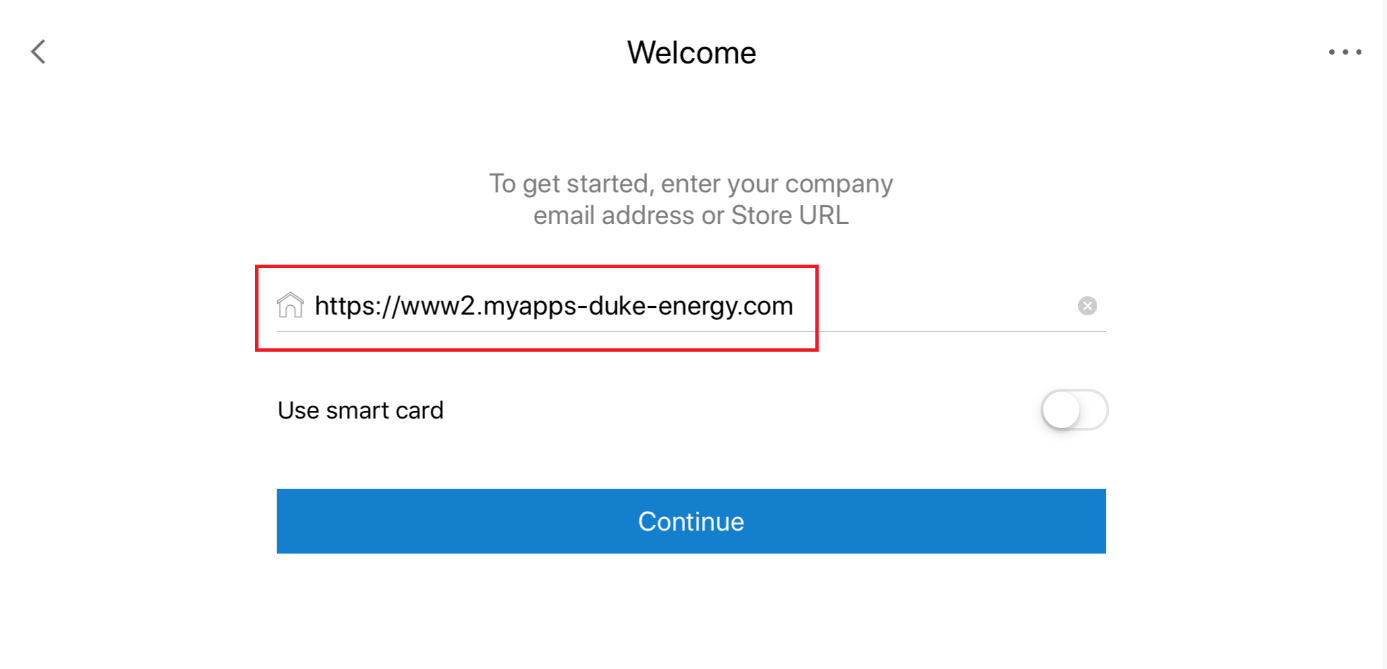 Welcome
To get started, enter your company
email address or Store URL
https://www2.myapps-duke-energy.com
Use smart card
Continue